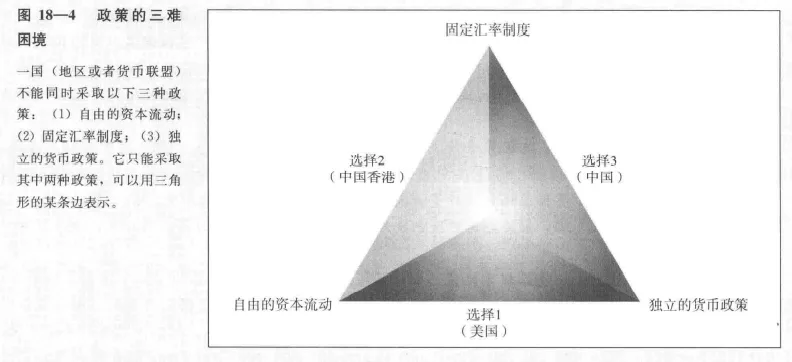 图 18—4 政策的三难
困境
一国（地区或者货币联盟）
不能同时采取以下三种政
策：（1）自由的资本流动；
(2) 固定汇率制度；（3）独
立的货币政策。它只能采取
其中两种政策，可以用三角
形的某条边表示。
固定汇率制度
选择2
（中国香港）
选择3
（中国）
自由的资本流动
独立的货币政策
选择1
（美国）